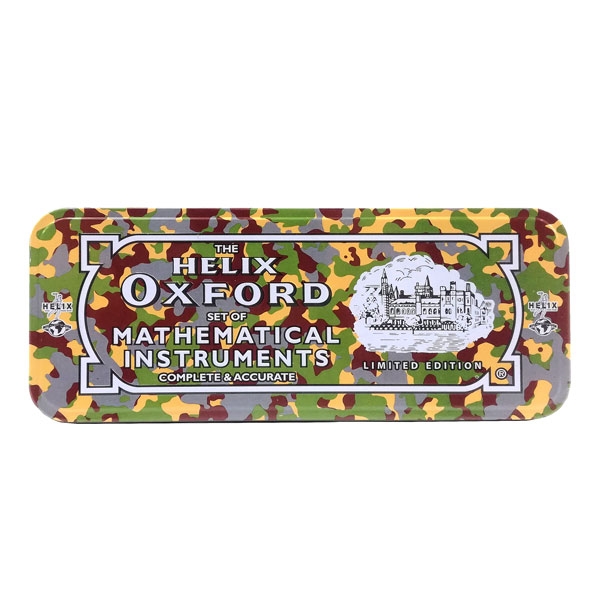 THE
HELIX
OXFORD
SET OF
MATHEMATICAL
INSTRUMENTS
COMPLETE & ACCURATE
LIMITED EDITION
®
HELIX
HELIX